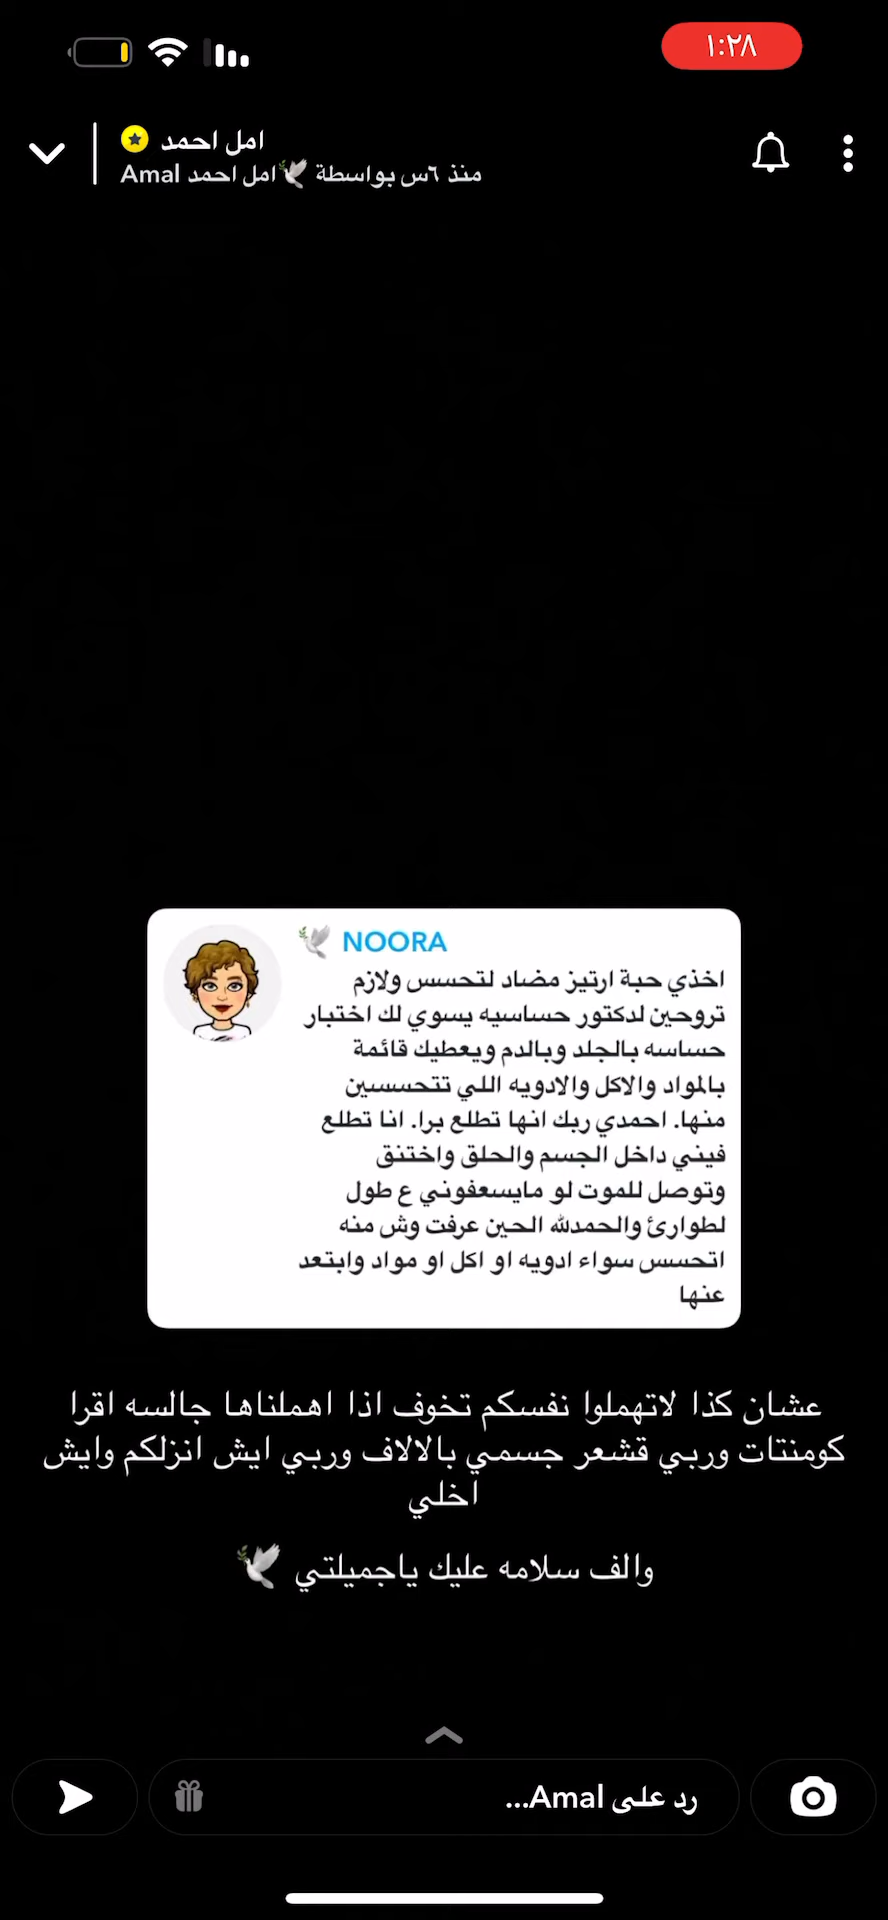 ١:٢٨
امل احمد
منذ ٦س بواسطة 🕊امل احمد Amal
NOORA 🕊
اخذي حبة ارتيز مضاد لتحسس ولازم
تروحين لدكتور حساسيه يسوي لك اختبار
حساسه بالجلد وبالدم ويعطيك قائمة
بالمواد والاكل والادويه اللي تتحسسين
منها. احمدي ربك انها تطلع برا. انا تطلع
فيني داخل الجسم والحلق واختنق
وتوصل للموت لو مايسعفوني ع طول
لطوارئ والحمدلله الحين عرفت وش منه
اتحسس سواء ادويه او اكل او مواد وابتعد
عنها
عشان كذا لاتهملوا نفسكم تخوف اذا اهملناها جالسه اقرا
كومنتات وربي قشعر جسمي بالالاف وربي ايش انزلكم وايش
اخلي
والف سلامه عليك ياجميلتي 🕊
رد على Amal...